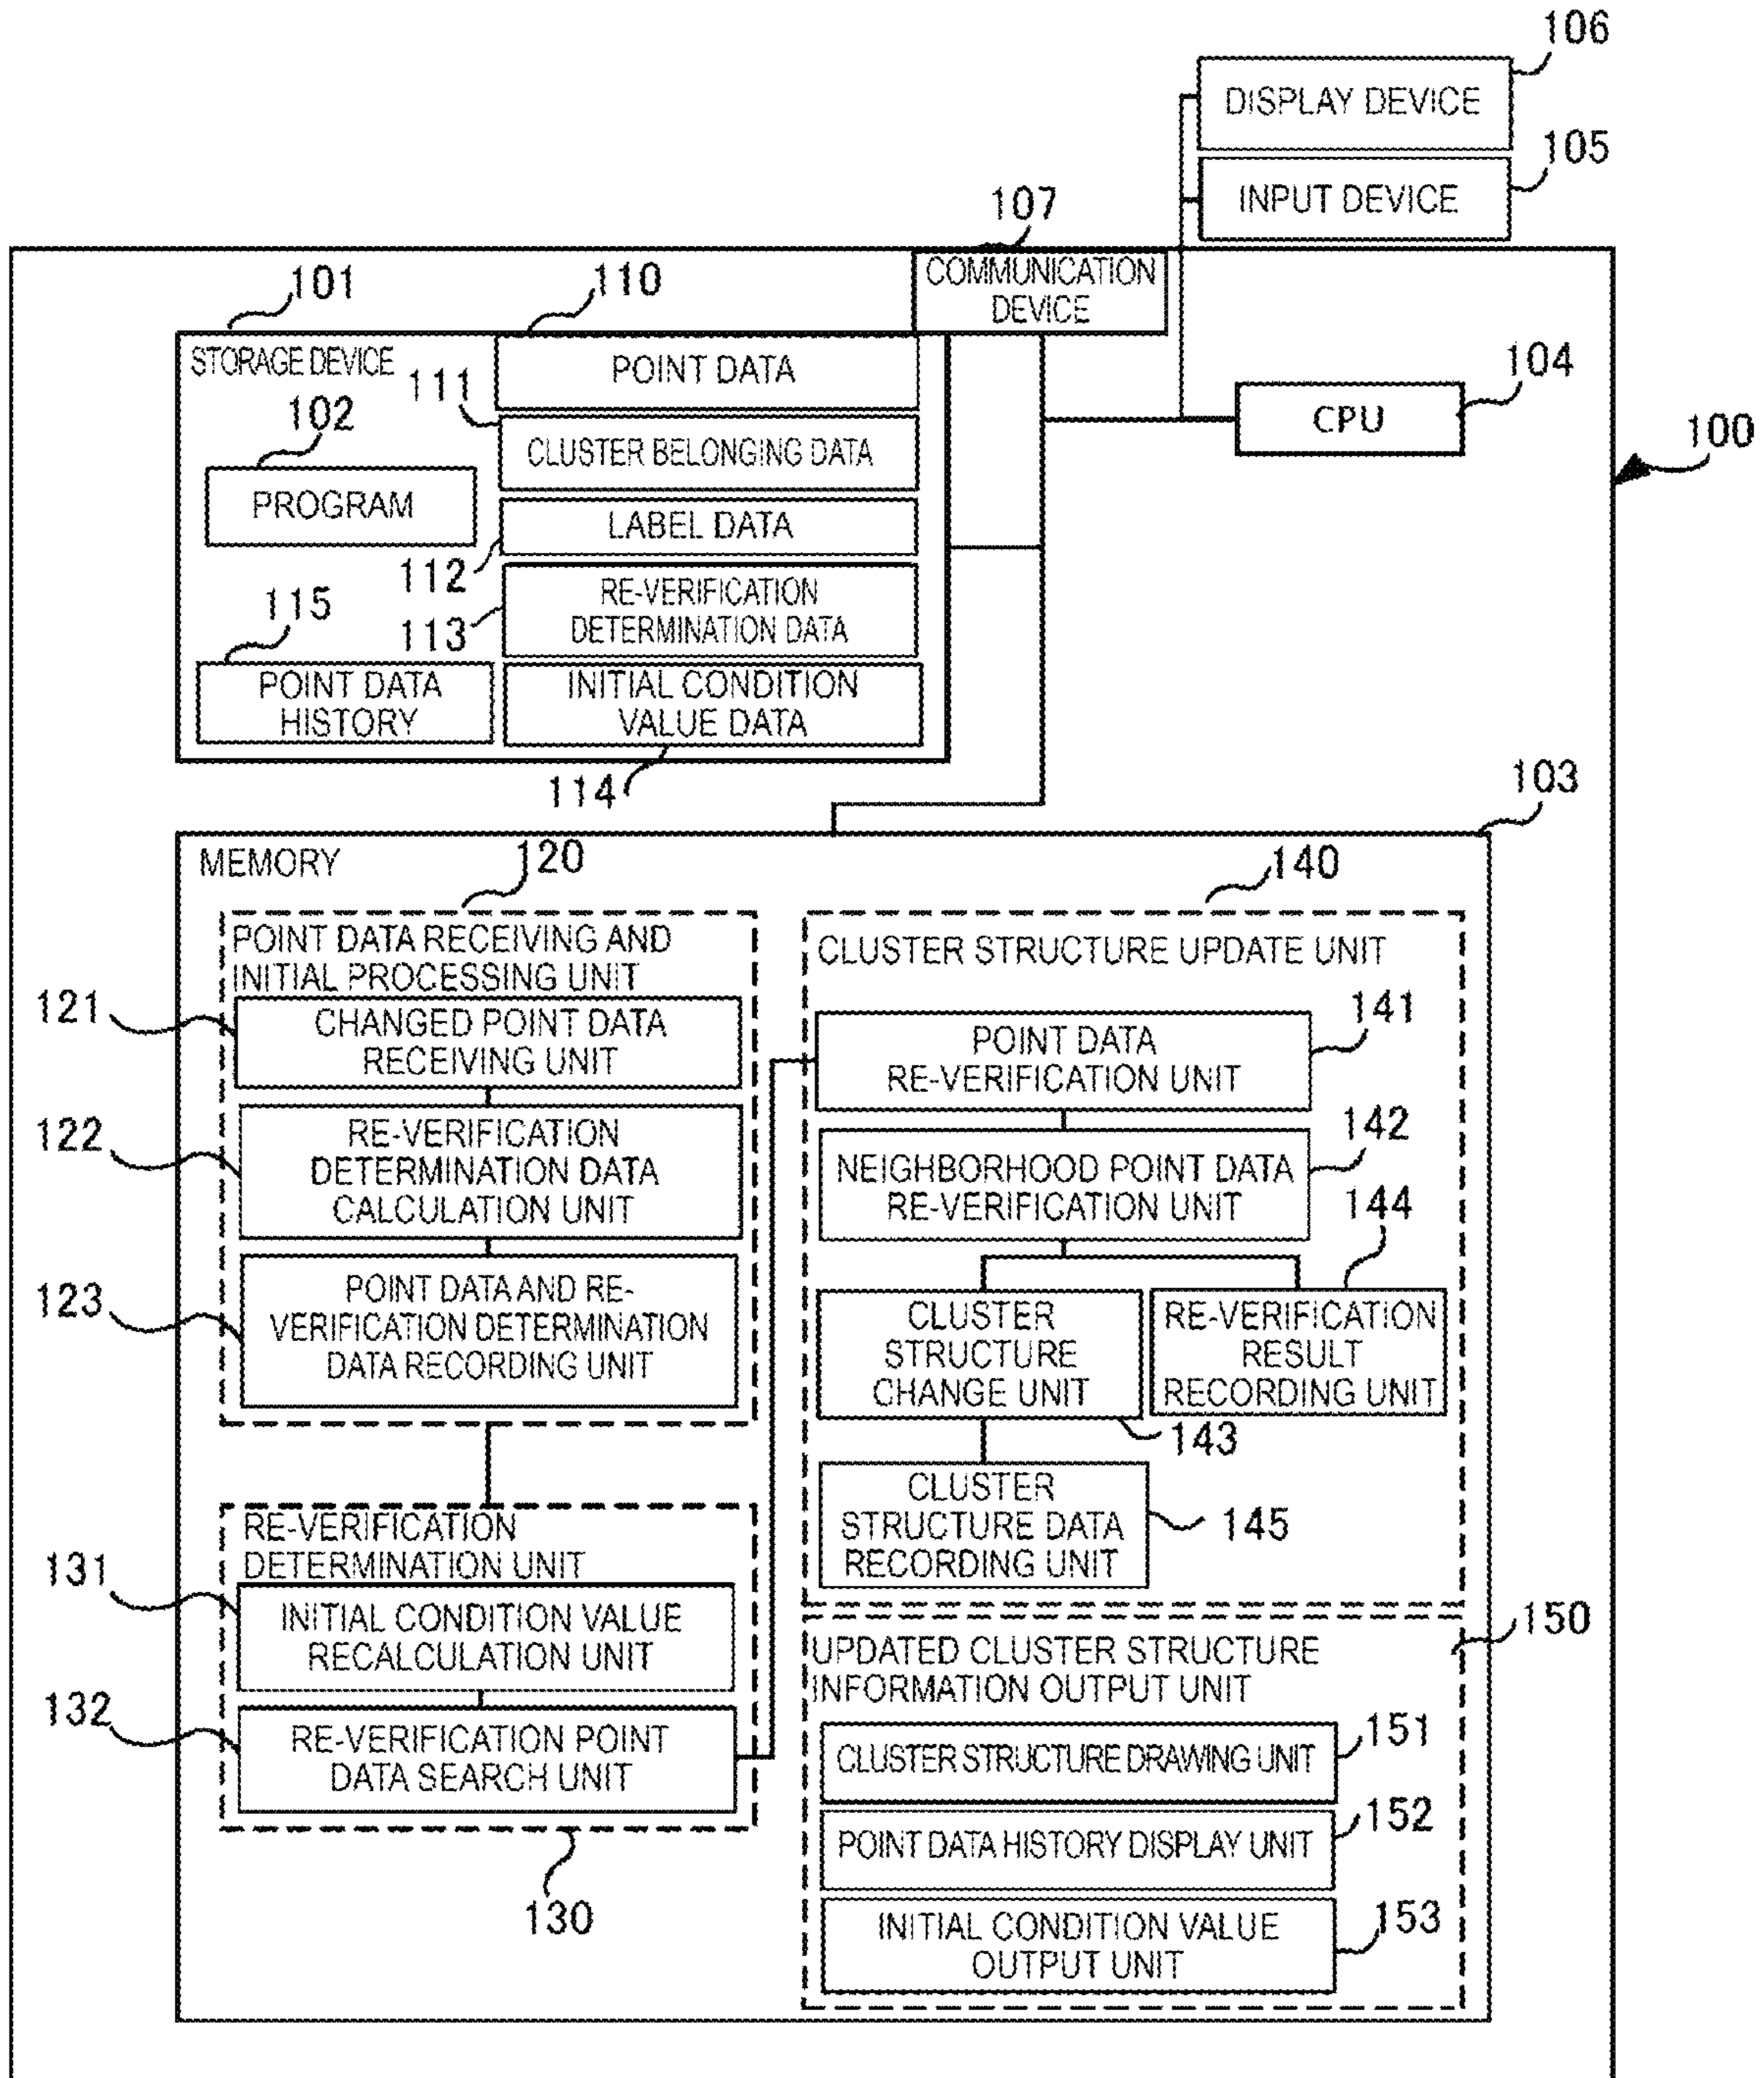 106
DISPLAY DEVICE
105
INPUT DEVICE
107
COMMUNICATION
DEVICE
101
110
STORAGE DEVICE
POINT DATA
111
104
CPU
100
102
CLUSTER BELONGING DATA
PROGRAM
LABEL DATA
112
115
RE-VERIFICATION
DETERMINATION DATA
113
POINT DATA
HISTORY
INITIAL CONDITION
VALUE DATA
114
103
MEMORY
120
140
POINT DATA RECEIVING AND
INITIAL PROCESSING UNIT
121
CHANGED POINT DATA
RECEIVING UNIT
122
RE-VERIFICATION
DETERMINATION DATA
CALCULATION UNIT
123
POINT DATA AND RE-
VERIFICATION DETERMINATION
DATA RECORDING UNIT
RE-VERIFICATION
DETERMINATION UNIT
131
INITIAL CONDITION VALUE
RECALCULATION UNIT
132
RE-VERIFICATION POINT
DATA SEARCH UNIT
130
CLUSTER STRUCTURE UPDATE UNIT
141
POINT DATA
RE-VERIFICATION UNIT
142
NEIGHBORHOOD POINT DATA
RE-VERIFICATION UNIT
144
CLUSTER
STRUCTURE
CHANGE UNIT
RE-VERIFICATION
RESULT
RECORDING UNIT
143
CLUSTER
STRUCTURE DATA
RECORDING UNIT
145
150
UPDATED CLUSTER STRUCTURE
INFORMATION OUTPUT UNIT
151
CLUSTER STRUCTURE DRAWING UNIT
152
POINT DATA HISTORY DISPLAY UNIT
153
INITIAL CONDITION VALUE
OUTPUT UNIT